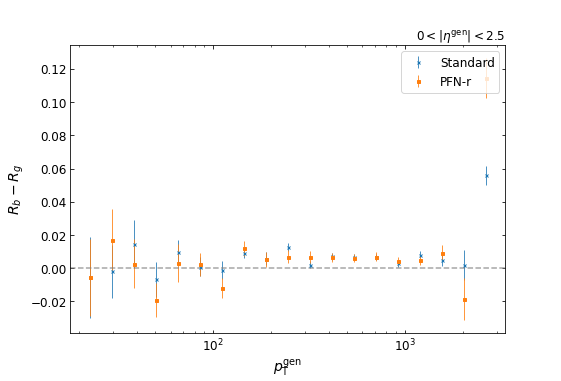 0 < |η^gen| < 2.5
Standard
PFN-r
0.12
0.10
0.08
0.06
0.04
0.02
0.00
−0.02
R_b − R_g
10^2
10^3
p_T^gen